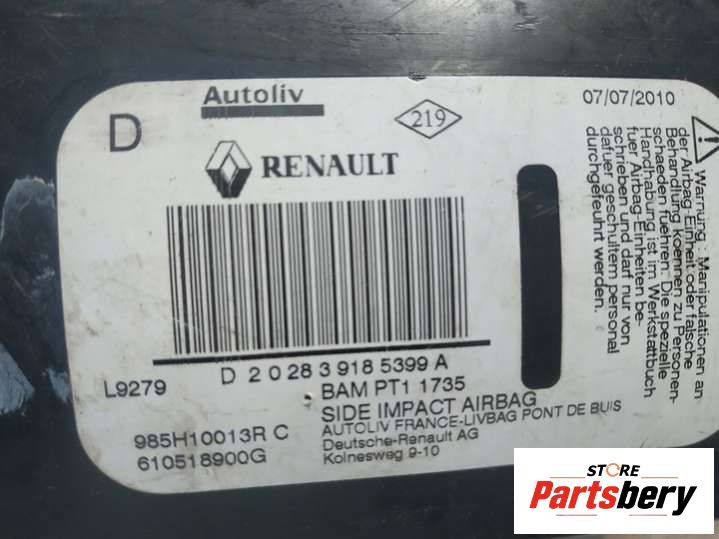 D
Autoliv
219
07/07/2010
RENAULT
D 2 0 28 3 918 5399 A
L9279
BAM PT1 1735
SIDE IMPACT AIRBAG
985H10013R C
AUTOLIV FRANCE-LIVBAG PONT DE BUIS
Deutsche-Renault AG
610518900G
Kolnesweg 9-10
Warnung : Manipulationen an
der Airbag-Einheit oder falsche
Behandlung koennen zu Personen-
schaeden fuehren. Die spezielle
Handhabung ist im Werkstattbuch
fuer Airbag-Einheiten be-
schrieben und darf nur von
dafuer geschultem personal
durchgefeuhrt werden.
STORE
Partsbery